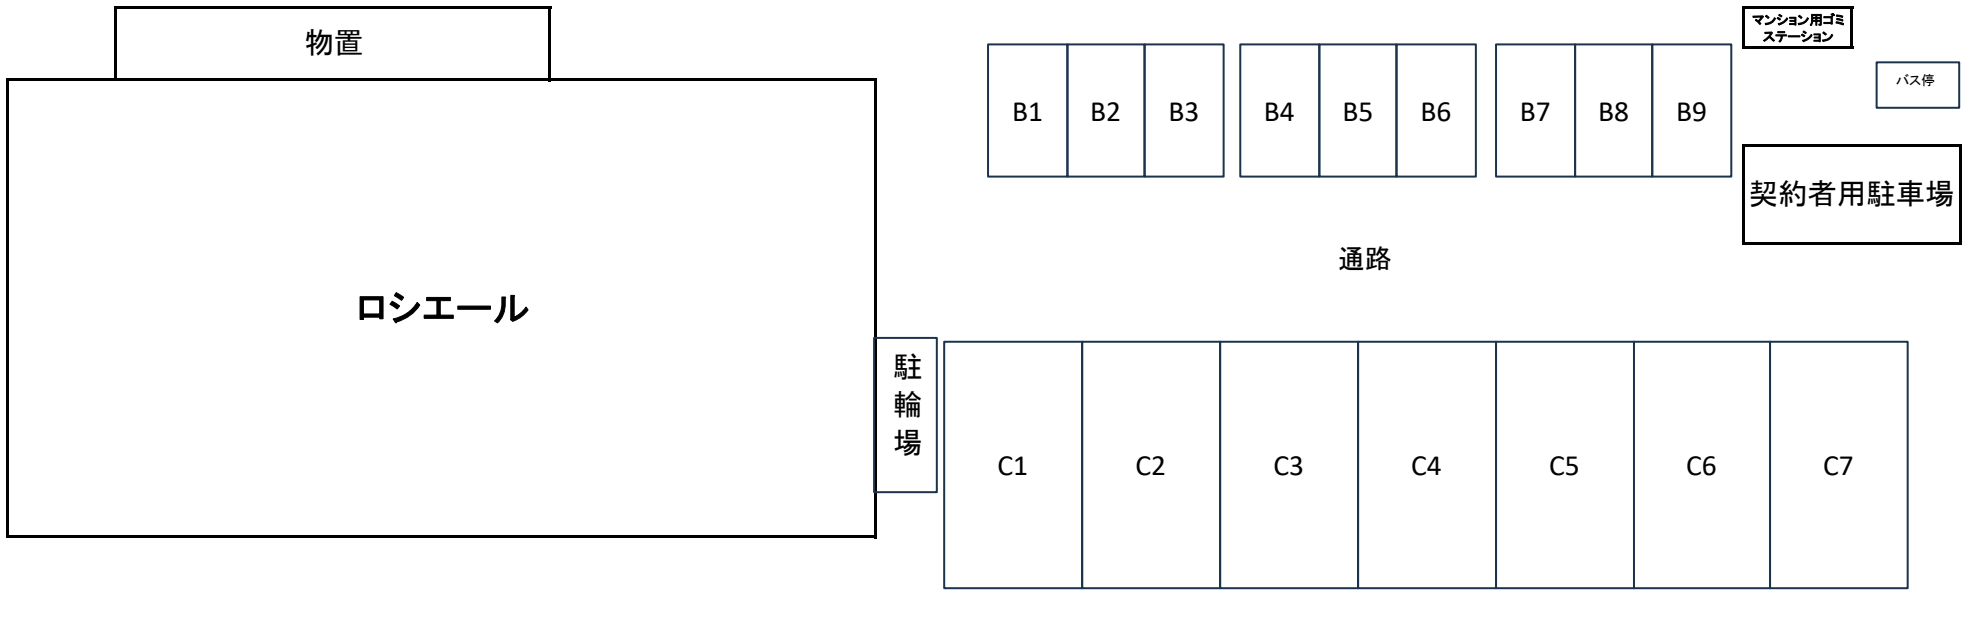 物置
マンション用ゴミ
ステーション
バス停
B1 B2 B3 B4 B5 B6 B7 B8 B9
契約者用駐車場
通路
ロシエール
駐輪場
C1 C2 C3 C4 C5 C6 C7